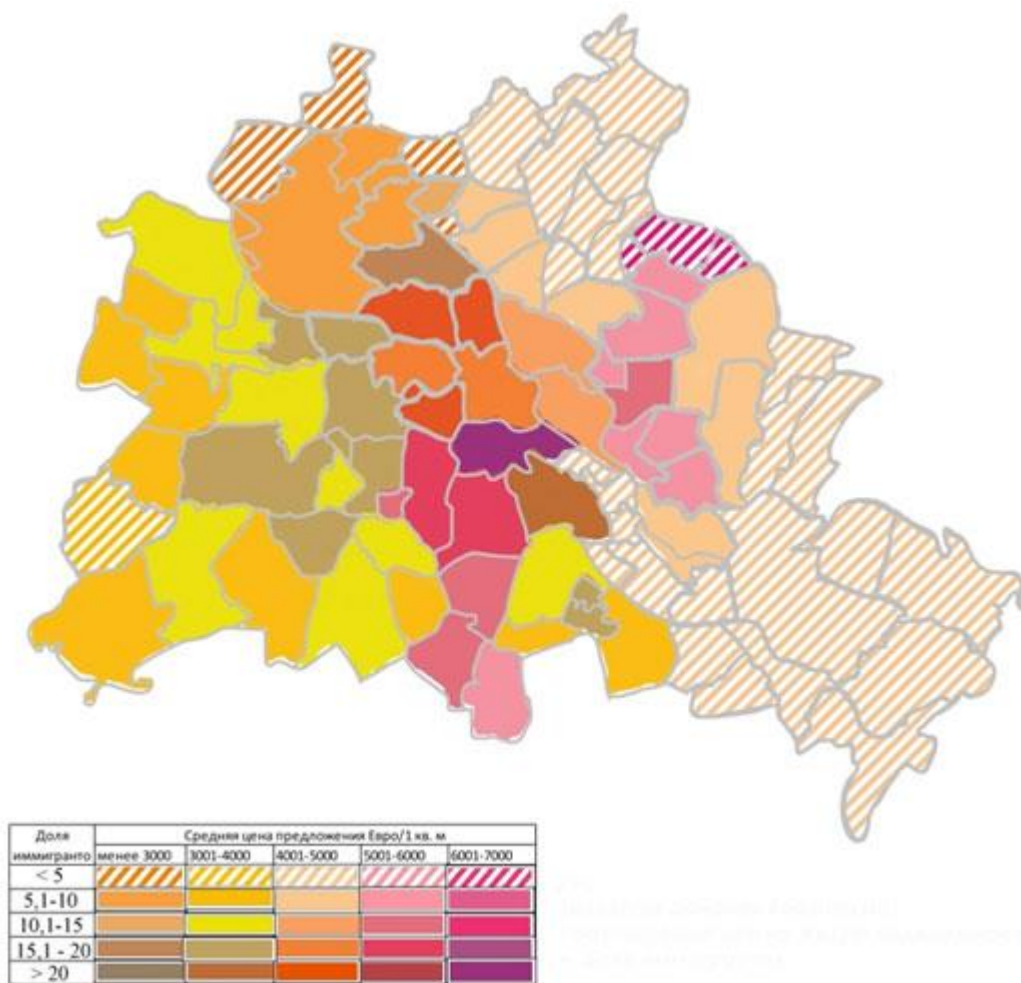 Доля Средняя цена предложения Евро/1 кв. м
иммигранто менее 3000 3001-4000 4001-5000 5001-6000 6001-7000
< 5
5,1-10
10,1-15
15,1 - 20
> 20